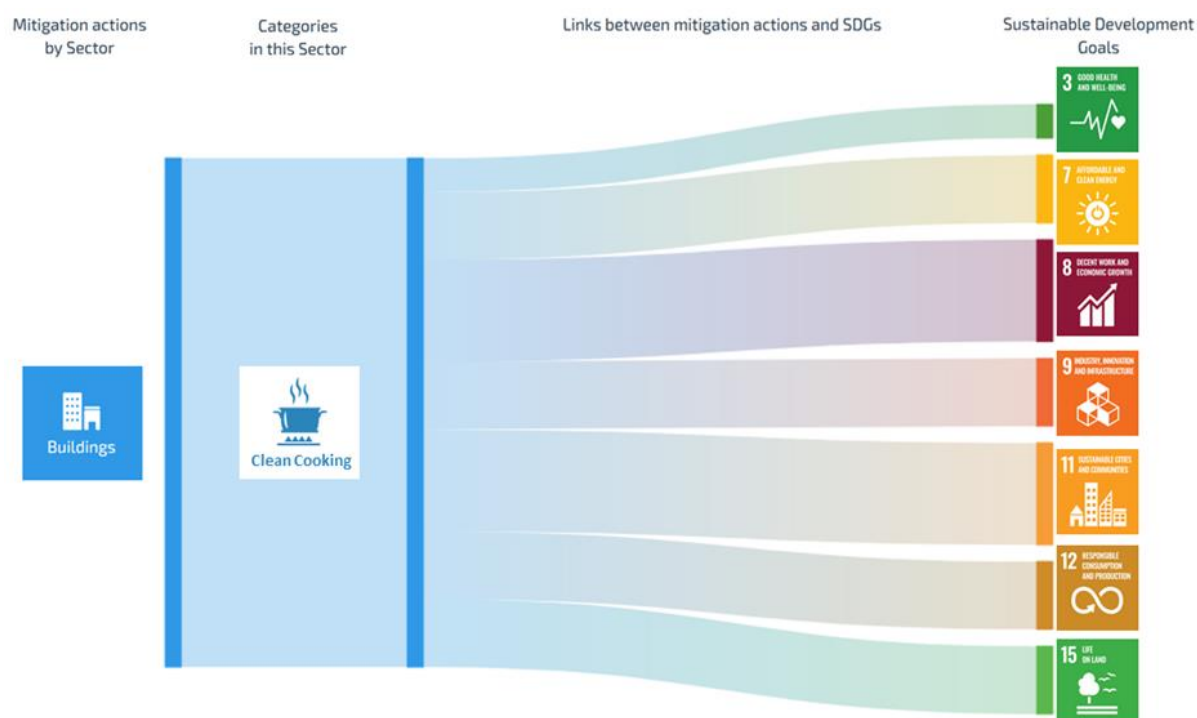 Mitigation actions
by Sector
Categories
in this Sector
Links between mitigation actions and SDGs
Sustainable Development
Goals
3 GOOD HEALTH
AND WELL-BEING
7 AFFORDABLE AND
CLEAN ENERGY
8 DECENT WORK AND
ECONOMIC GROWTH
9 INDUSTRY, INNOVATION
AND INFRASTRUCTURE
Buildings
Clean Cooking
11 SUSTAINABLE CITIES
AND COMMUNITIES
12 RESPONSIBLE
CONSUMPTION
AND PRODUCTION
15 LIFE
ON LAND